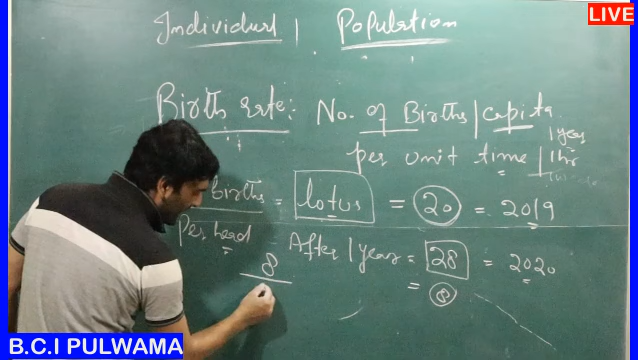 LIVE
Individual | Population
Birth rate: No. of Births | capita
per unit time | 1 year
1 hr
births = lotus = 20 = 2019
Per head
After 1 year = 28 = 2020
8
= 8
B.C.I PULWAMA